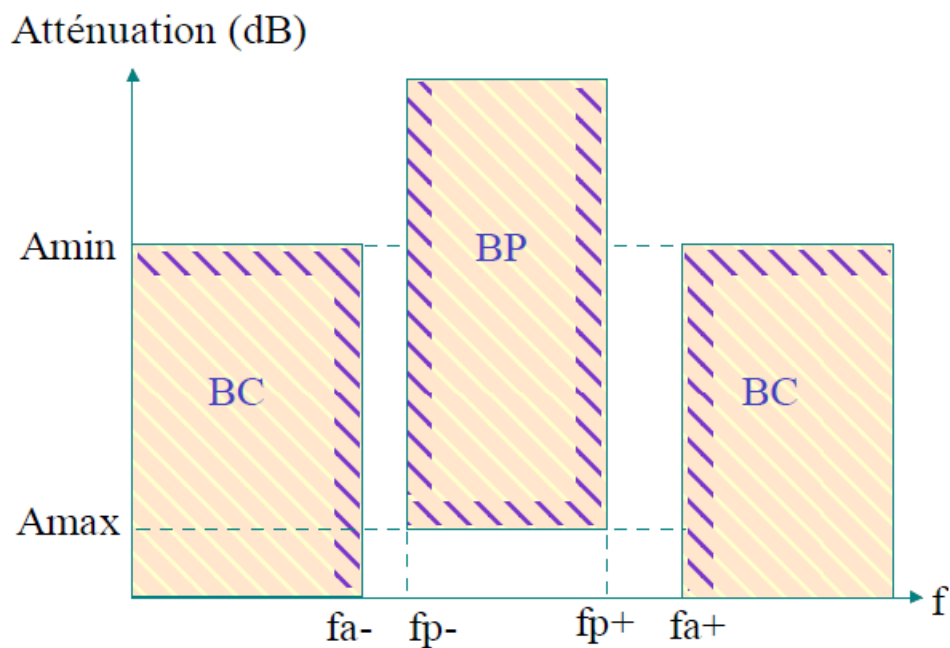 Atténuation (dB)
Amin
BP
BC
BC
Amax
fa-
fp-
fp+
fa+
f